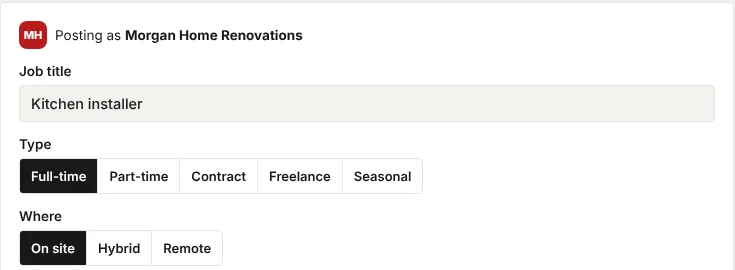 MH Posting as Morgan Home Renovations
Job title
Kitchen installer
Type
Full-time Part-time Contract Freelance Seasonal
Where
On site Hybrid Remote